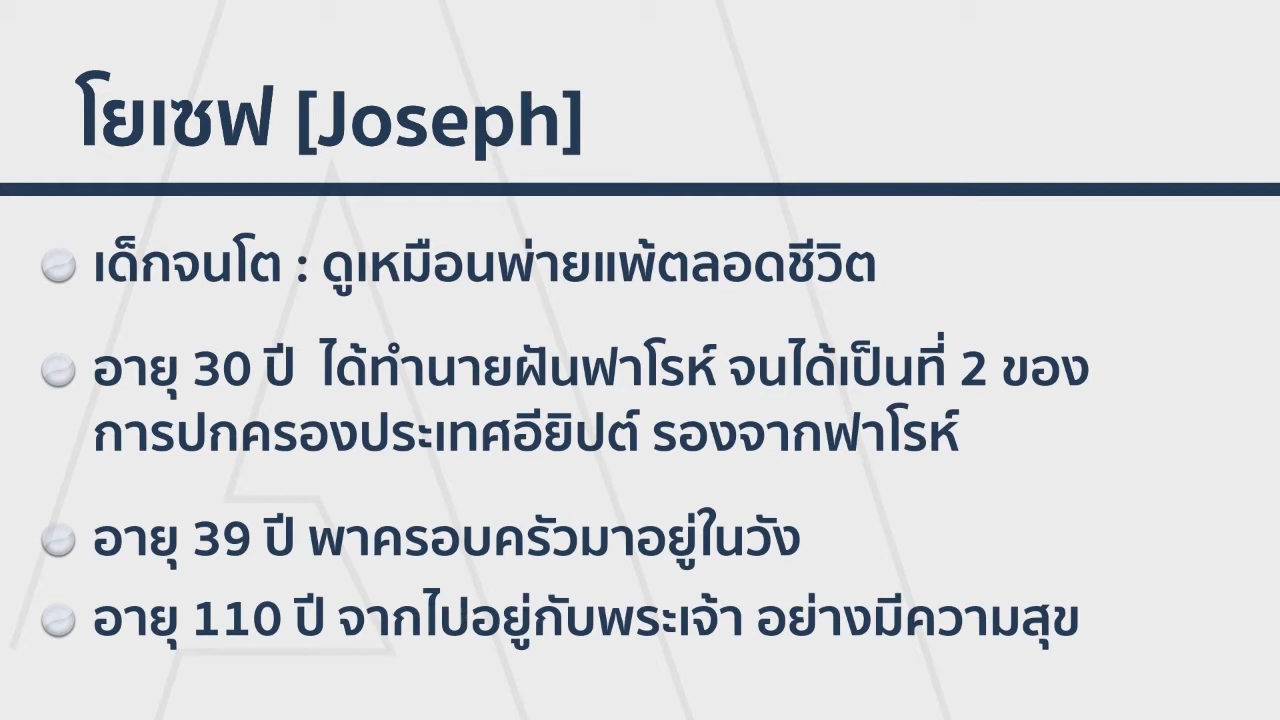 โยเซฟ [Joseph]
เด็กจนโต : ดูเหมือนพ่ายแพ้ตลอดชีวิต
อายุ 30 ปี  ได้ทำนายฝันฟาโรห์ จนได้เป็นที่ 2 ของ
การปกครองประเทศอียิปต์ รองจากฟาโรห์
อายุ 39 ปี พาครอบครัวมาอยู่ในวัง
อายุ 110 ปี จากไปอยู่กับพระเจ้า อย่างมีความสุข